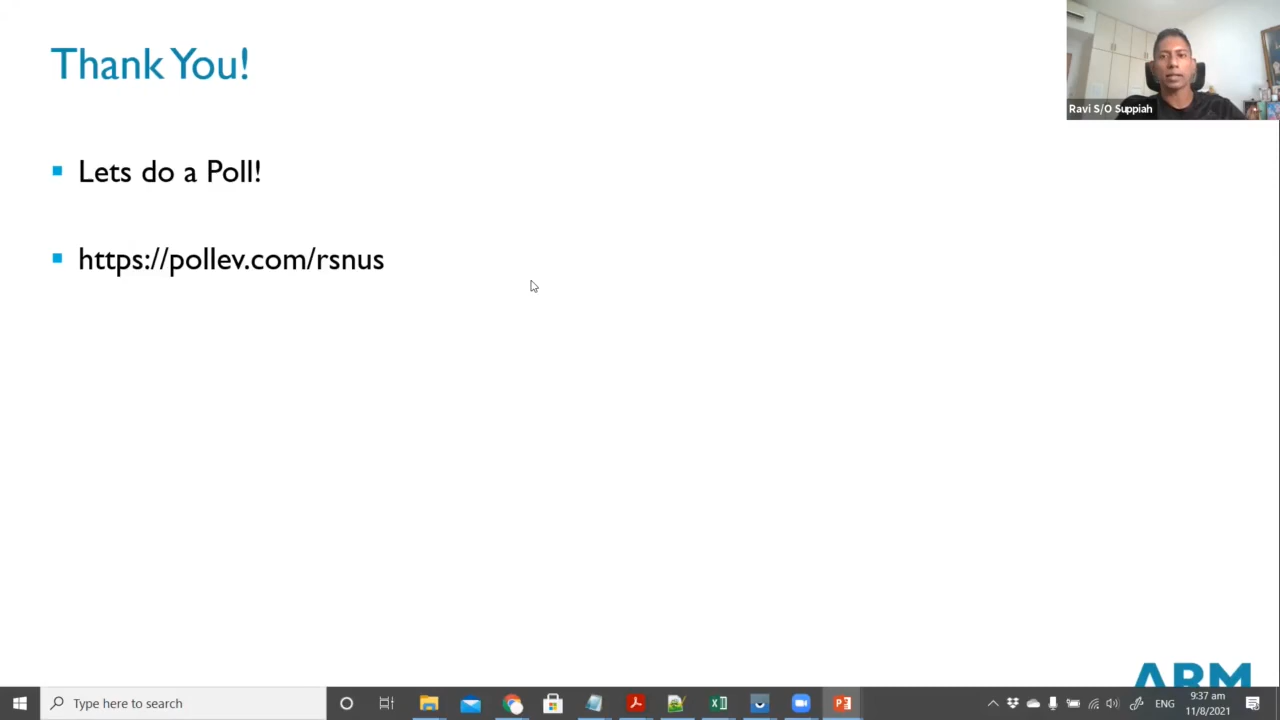 Thank You!
Ravi S/O Suppiah
Lets do a Poll!
https://pollev.com/rsnus
ARM
Type here to search
ENG
9:37 am
11/8/2021